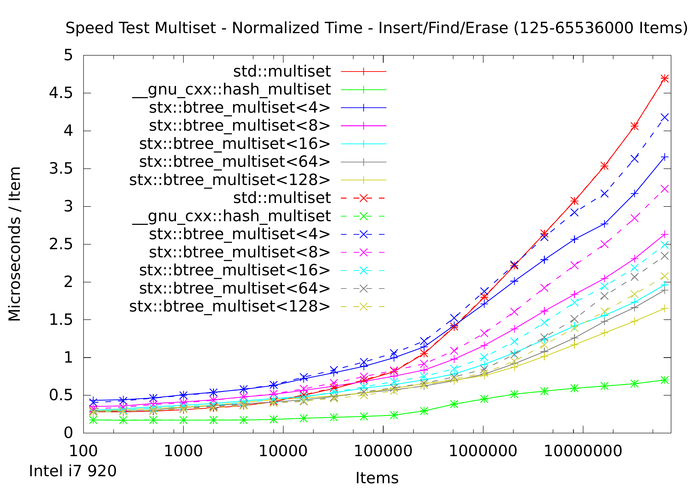 Speed Test Multiset - Normalized Time - Insert/Find/Erase (125-65536000 Items)
5
4.5
4
3.5
3
2.5
2
1.5
1
0.5
0
Microseconds / Item
std::multiset
__gnu_cxx::hash_multiset
stx::btree_multiset<4>
stx::btree_multiset<8>
stx::btree_multiset<16>
stx::btree_multiset<64>
stx::btree_multiset<128>
std::multiset
__gnu_cxx::hash_multiset
stx::btree_multiset<4>
stx::btree_multiset<8>
stx::btree_multiset<16>
stx::btree_multiset<64>
stx::btree_multiset<128>
100 1000 10000 100000 1000000 10000000
Intel i7 920
Items